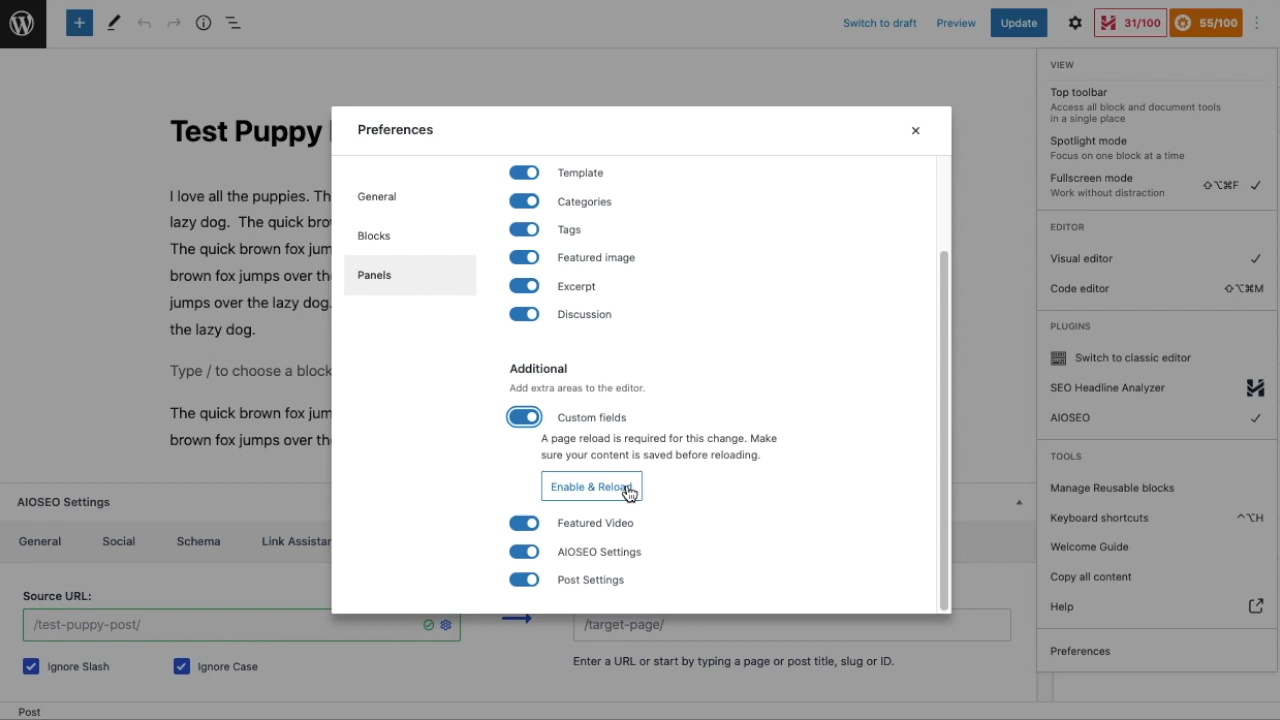 Switch to draft
Preview
Update
31/100
55/100
Test Puppy
I love all the puppies. Th
lazy dog. The quick bro
The quick brown fox jum
brown fox jumps over th
jumps over the lazy dog.
the lazy dog.
Type / to choose a block
The quick brown fox jum
brown fox jumps over th
Preferences
×
General
Blocks
Panels
Template
Categories
Tags
Featured image
Excerpt
Discussion
Additional
Add extra areas to the editor.
Custom fields
A page reload is required for this change. Make
sure your content is saved before reloading.
Enable & Reload
Featured Video
AIOSEO Settings
Post Settings
VIEW
Top toolbar
Access all block and document tools
in a single place
Spotlight mode
Focus on one block at a time
Fullscreen mode
Work without distraction
⇧⌥⌘F
EDITOR
Visual editor
Code editor
⇧⌥⌘M
PLUGINS
Switch to classic editor
SEO Headline Analyzer
AIOSEO
TOOLS
Manage Reusable blocks
Keyboard shortcuts
⌃⌥H
Welcome Guide
Copy all content
Help
Preferences
AIOSEO Settings
General
Social
Schema
Link Assistan
Source URL:
/test-puppy-post/
/target-page/
Ignore Slash
Ignore Case
Enter a URL or start by typing a page or post title, slug or ID.
Post